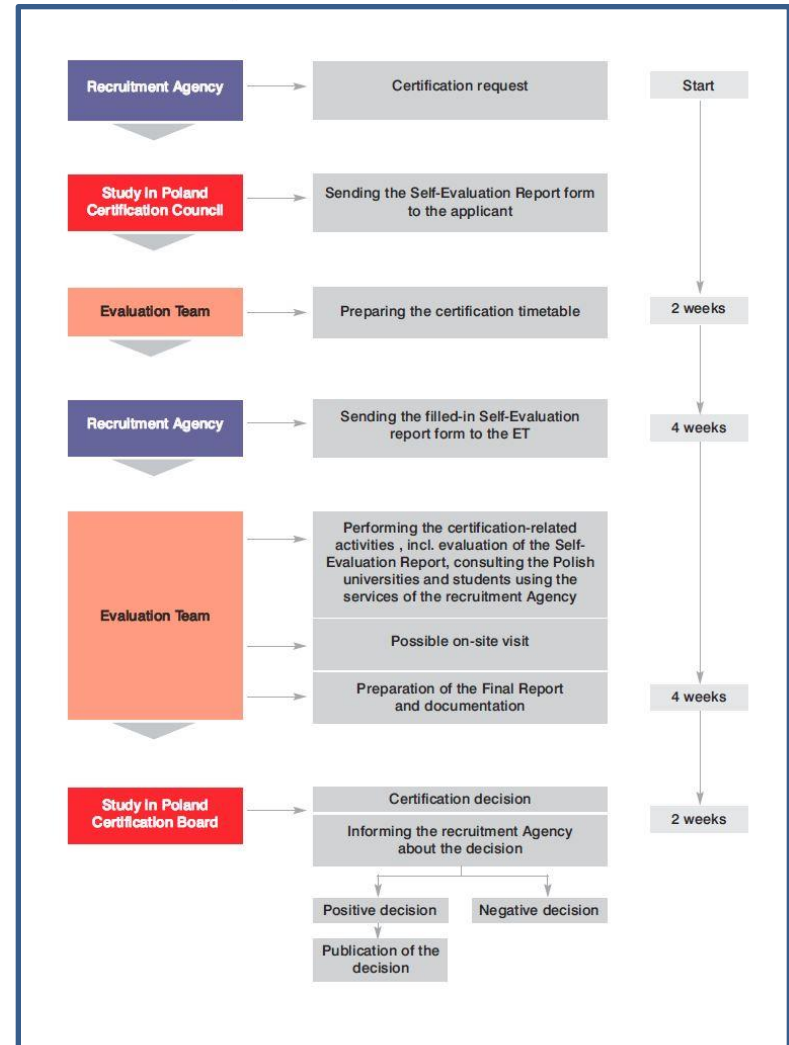 Recruitment Agency
Certification request
Start
Study in Poland
Certification Council
Sending the Self-Evaluation Report form
to the applicant
Evaluation Team
Preparing the certification timetable
2 weeks
Recruitment Agency
Sending the filled-in Self-Evaluation
report form to the ET
4 weeks
Evaluation Team
Performing the certification-related
activities , incl. evaluation of the Self-
Evaluation Report, consulting the Polish
universities and students using the
services of the recruitment Agency
Possible on-site visit
Preparation of the Final Report
and documentation
4 weeks
Study in Poland
Certification Board
Certification decision
Informing the recruitment Agency
about the decision
2 weeks
Positive decision
Negative decision
Publication of the
decision